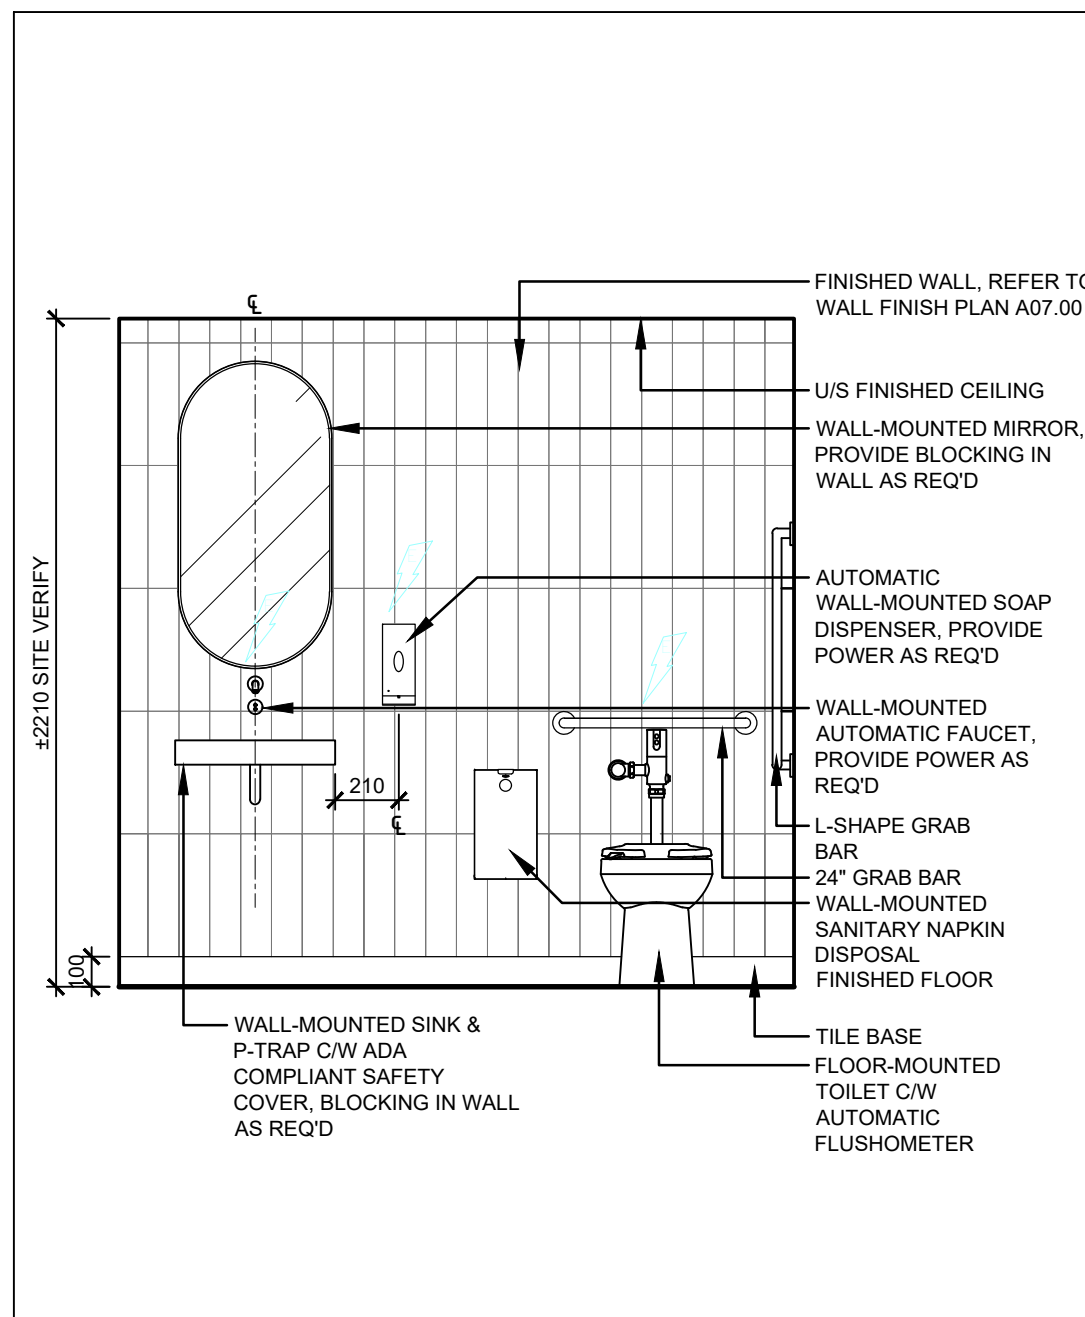 FINISHED WALL, REFER TO
WALL FINISH PLAN A07.00
℄
U/S FINISHED CEILING
WALL-MOUNTED MIRROR,
PROVIDE BLOCKING IN
WALL AS REQ'D
AUTOMATIC
WALL-MOUNTED SOAP
DISPENSER, PROVIDE
POWER AS REQ'D
±2210 SITE VERIFY
WALL-MOUNTED
AUTOMATIC FAUCET,
PROVIDE POWER AS
REQ'D
210
℄
L-SHAPE GRAB
BAR
24" GRAB BAR
WALL-MOUNTED
SANITARY NAPKIN
DISPOSAL
FINISHED FLOOR
100
WALL-MOUNTED SINK &
P-TRAP C/W ADA
COMPLIANT SAFETY
COVER, BLOCKING IN WALL
AS REQ'D
TILE BASE
FLOOR-MOUNTED
TOILET C/W
AUTOMATIC
FLUSHOMETER